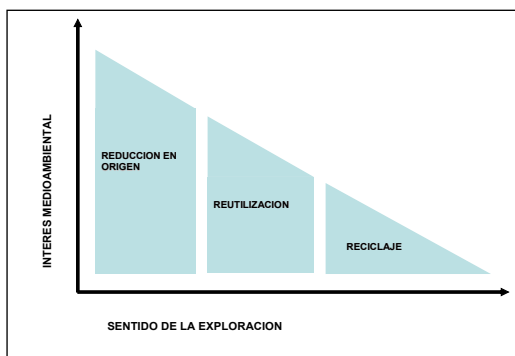 INTERES MEDIOAMBIENTAL
REDUCCION EN
ORIGEN
REUTILIZACION
RECICLAJE
SENTIDO DE LA EXPLORACION